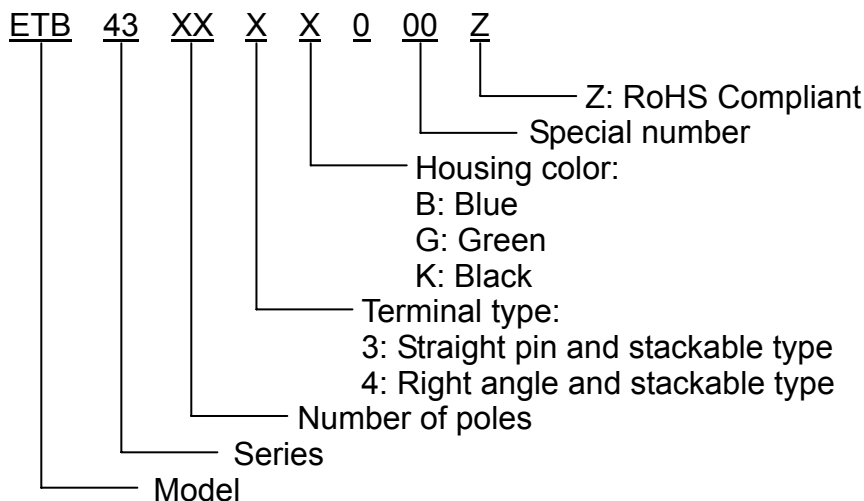 ETB 43 XX X X 0 00 Z
Z: RoHS Compliant
Special number
Housing color:
B: Blue
G: Green
K: Black
Terminal type:
3: Straight pin and stackable type
4: Right angle and stackable type
Number of poles
Series
Model